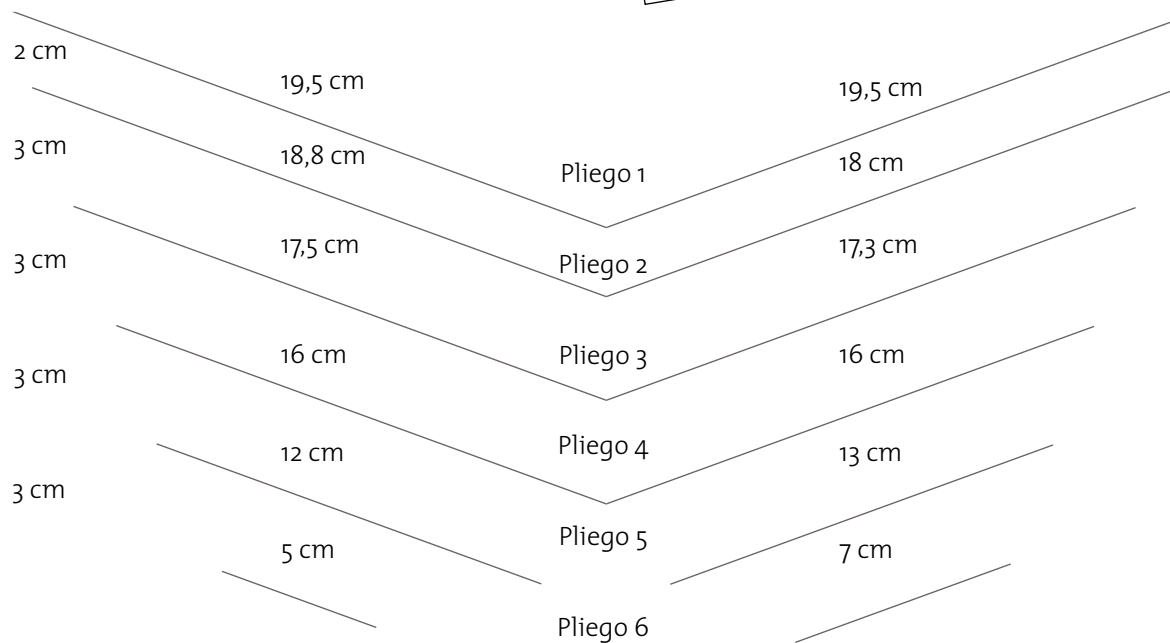 2 cm
19,5 cm
19,5 cm
3 cm
18,8 cm
Pliego 1
18 cm
3 cm
17,5 cm
Pliego 2
17,3 cm
3 cm
16 cm
Pliego 3
16 cm
3 cm
12 cm
Pliego 4
13 cm
5 cm
Pliego 5
7 cm
Pliego 6